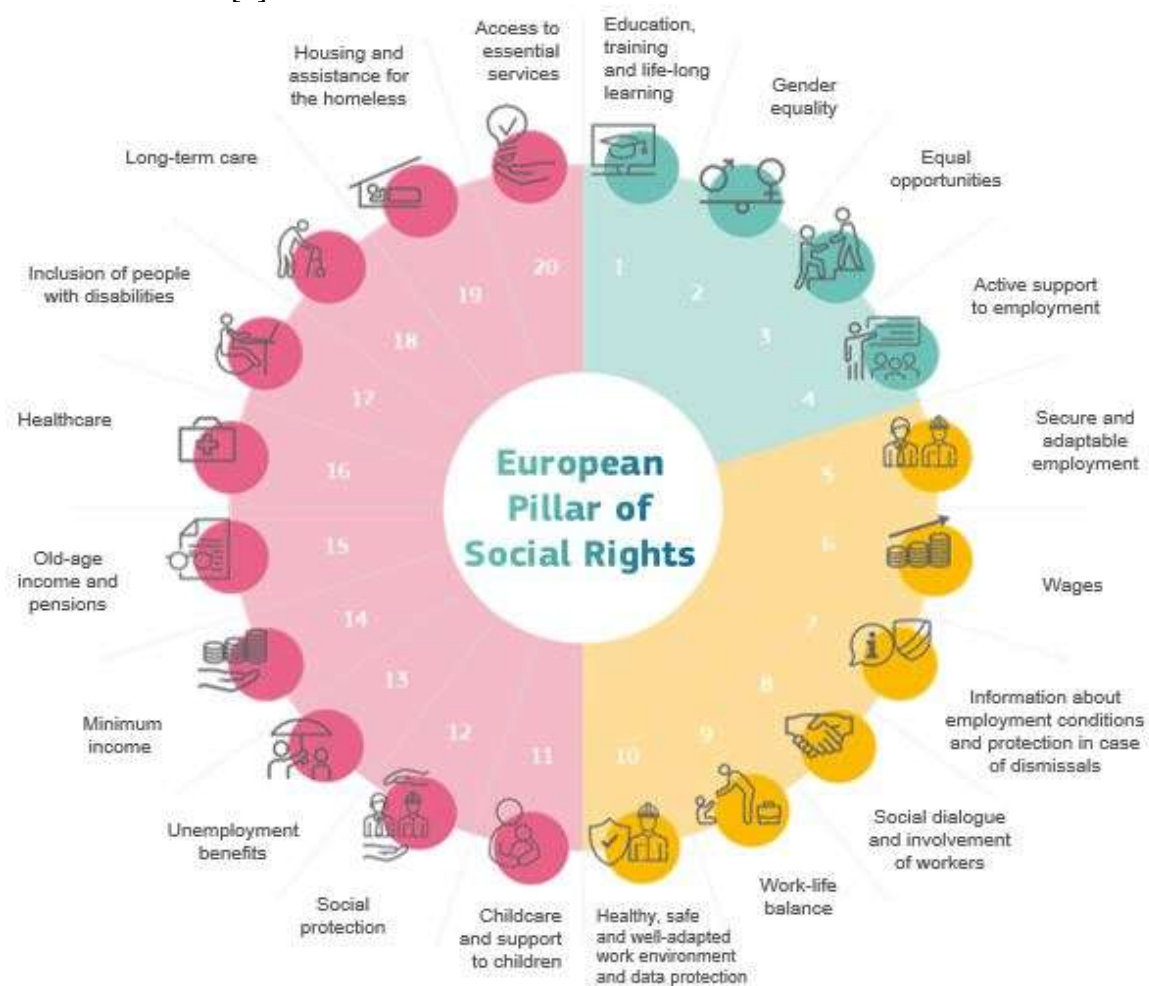 Access to
essential
services
Education,
training
and life-long
learning
Housing and
assistance for
the homeless
Gender
equality
Long-term care
Equal
opportunities
Inclusion of people
with disabilities
Active support
to employment
Healthcare
Secure and
adaptable
employment
Old-age
income and
pensions
Wages
Minimum
income
Information about
employment conditions
and protection in case
of dismissals
Unemployment
benefits
Social dialogue
and involvement
of workers
Social
protection
Work-life
balance
Childcare
and support
to children
Healthy, safe
and well-adapted
work environment
and data protection
European
Pillar of
Social Rights
1
2
3
4
5
6
7
8
9
10
11
12
13
14
15
16
17
18
19
20
i